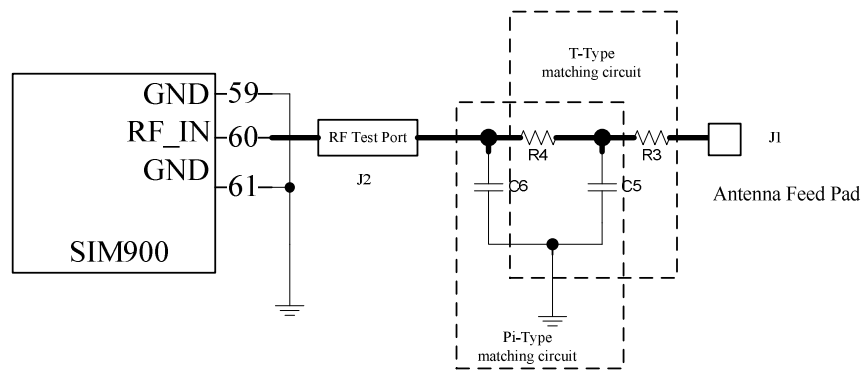 T-Type
matching circuit
GND
59
RF_IN
60
RF Test Port
R4
R3
J1
GND
61
J2
C6
C5
Antenna Feed Pad
SIM900
Pi-Type
matching circuit